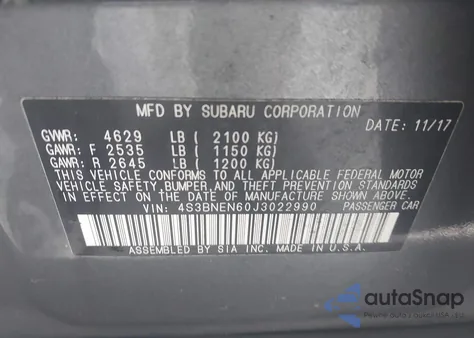 MFD BY SUBARU CORPORATION
DATE: 11/17
GVWR: 4629 LB ( 2100 KG)
GAWR: F 2535 LB ( 1150 KG)
GAWR: R 2645 LB ( 1200 KG)
THIS VEHICLE CONFORMS TO ALL APPLICABLE FEDERAL MOTOR
VEHICLE SAFETY, BUMPER AND THEFT PREVENTION STANDARDS
IN EFFECT ON THE DATE OF MANUFACTURE SHOWN ABOVE.
VIN: 4S3BNEN60J3022990 PASSENGER CAR
ASSEMBLED BY SIA INC. MADE IN U.S.A.
autoSnap